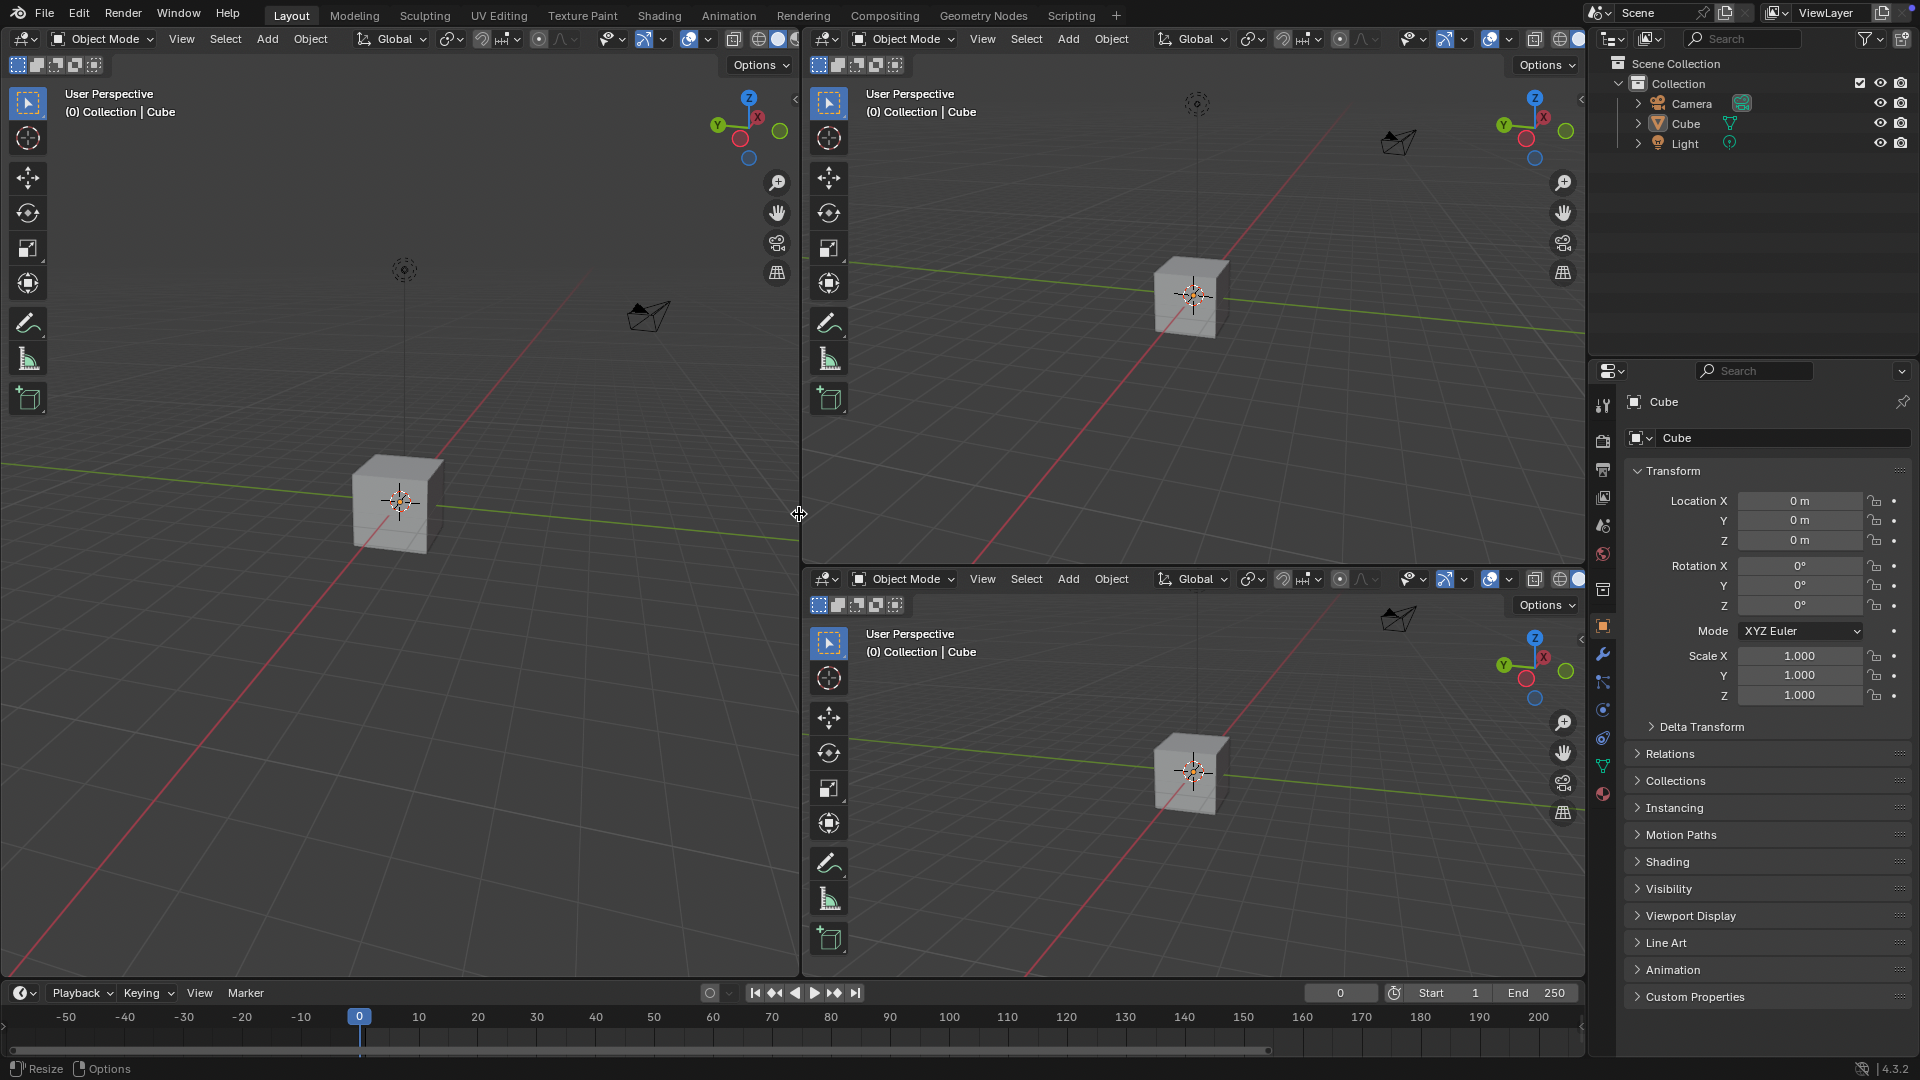 File Edit Render Window Help Layout Modeling Sculpting UV Editing Texture Paint Shading Animation Rendering Compositing Geometry Nodes Scripting + Scene ViewLayer
Object Mode View Select Add Object Global
Options
User Perspective
(0) Collection | Cube
Z
X
Y
Object Mode View Select Add Object Global
Options
User Perspective
(0) Collection | Cube
Z
X
Y
Object Mode View Select Add Object Global
Options
User Perspective
(0) Collection | Cube
Z
X
Y
Search
Scene Collection
Collection
Camera
Cube
Light
Search
Cube
Cube
Transform
Location X 0 m
Y 0 m
Z 0 m
Rotation X 0°
Y 0°
Z 0°
Mode XYZ Euler
Scale X 1.000
Y 1.000
Z 1.000
Delta Transform
Relations
Collections
Instancing
Motion Paths
Shading
Visibility
Viewport Display
Line Art
Animation
Custom Properties
Playback Keying View Marker 0 Start 1 End 250
-50 -40 -30 -20 -10 0 10 20 30 40 50 60 70 80 90 100 110 120 130 140 150 160 170 180 190 200
Resize Options 4.3.2